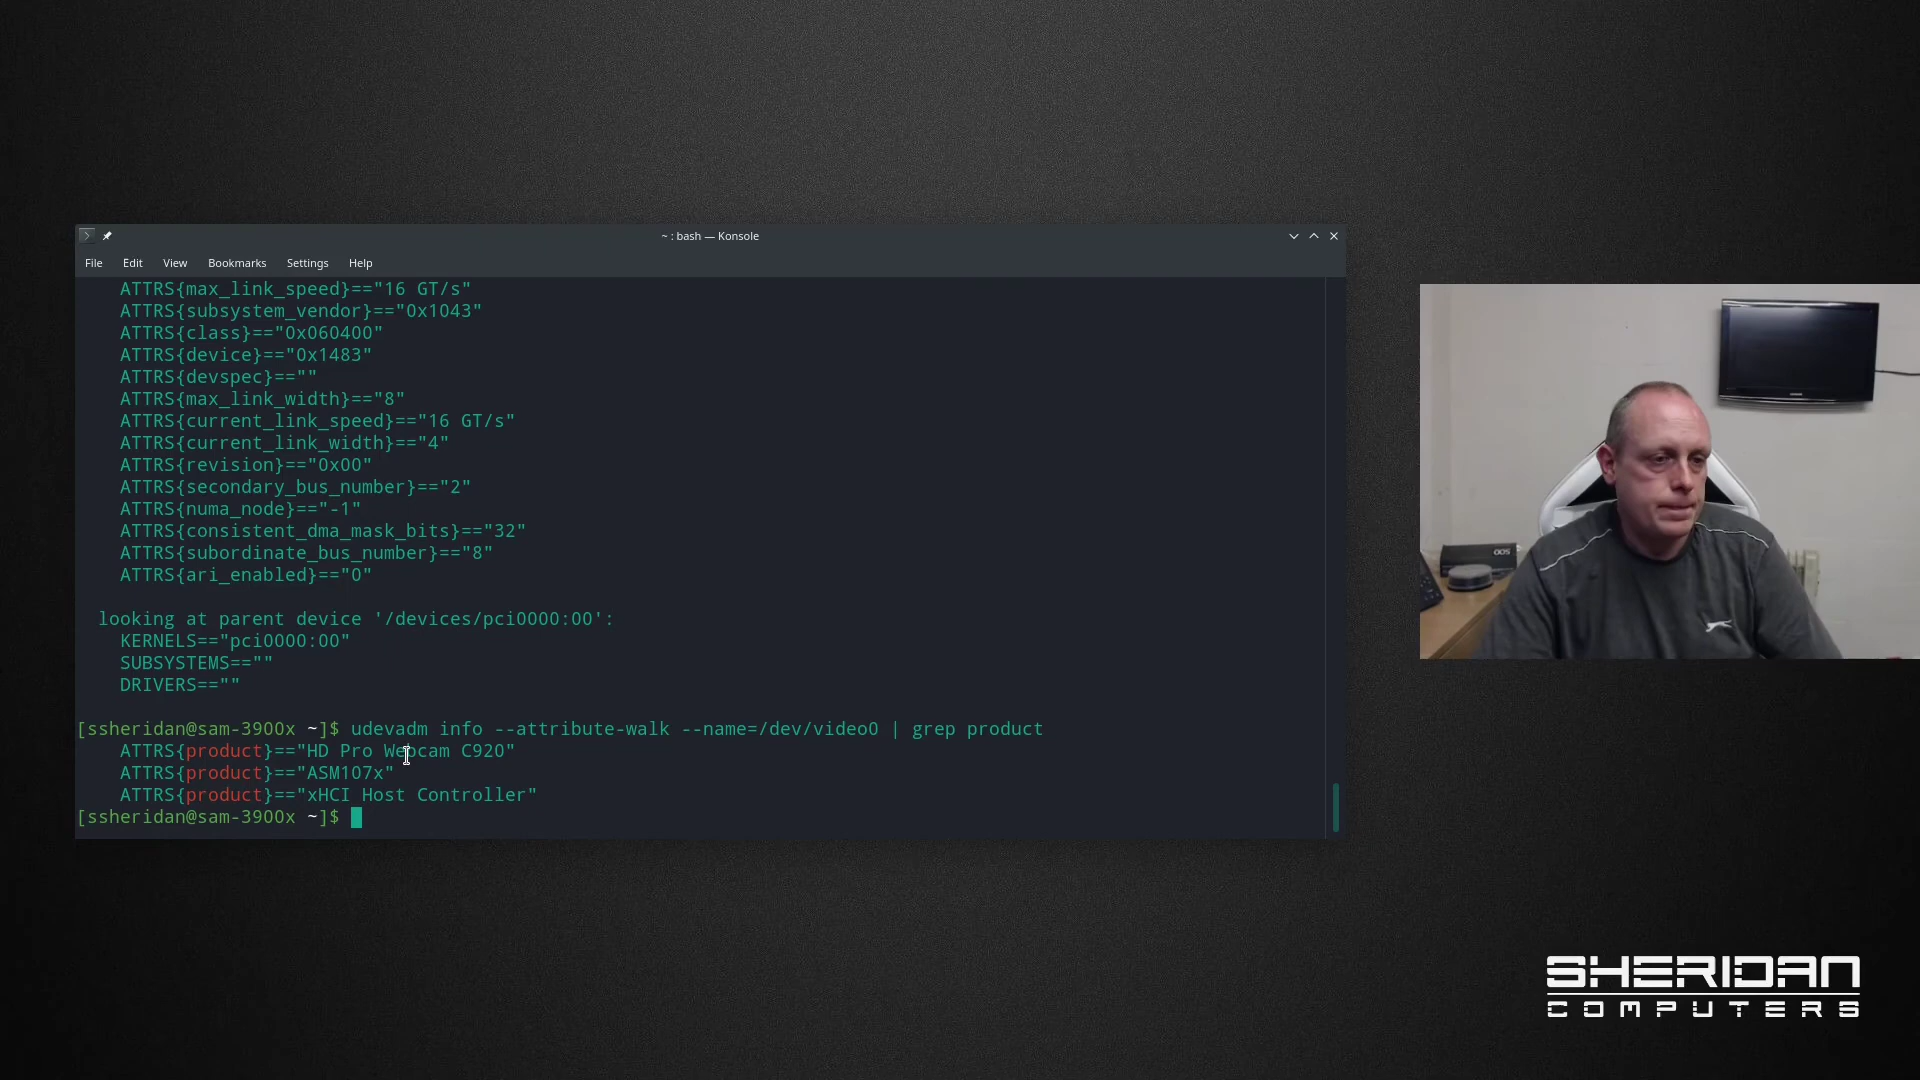 ~ : bash — Konsole
File Edit View Bookmarks Settings Help
ATTRS{max_link_speed}=="16 GT/s"
ATTRS{subsystem_vendor}=="0x1043"
ATTRS{class}=="0x060400"
ATTRS{device}=="0x1483"
ATTRS{devspec}==""
ATTRS{max_link_width}=="8"
ATTRS{current_link_speed}=="16 GT/s"
ATTRS{current_link_width}=="4"
ATTRS{revision}=="0x00"
ATTRS{secondary_bus_number}=="2"
ATTRS{numa_node}=="-1"
ATTRS{consistent_dma_mask_bits}=="32"
ATTRS{subordinate_bus_number}=="8"
ATTRS{ari_enabled}=="0"
looking at parent device '/devices/pci0000:00':
KERNELS=="pci0000:00"
SUBSYSTEMS==""
DRIVERS==""
[ssheridan@sam-3900x ~]$ udevadm info --attribute-walk --name=/dev/video0 | grep product
ATTRS{product}=="HD Pro Webcam C920"
ATTRS{product}=="ASM107x"
ATTRS{product}=="xHCI Host Controller"
[ssheridan@sam-3900x ~]$
SHERIDAN
COMPUTERS